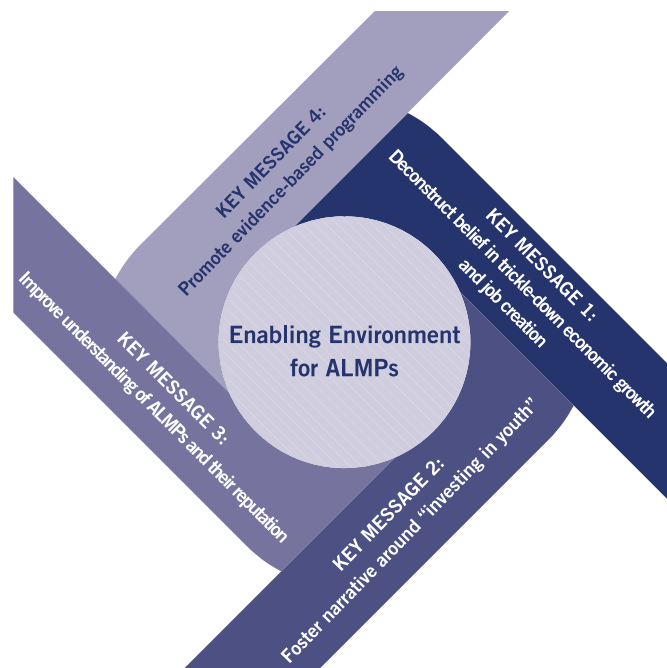 Enabling Environment
for ALMPs
KEY MESSAGE 1:
Deconstruct belief in trickle-down economic growth
and job creation
KEY MESSAGE 2:
Foster narrative around “investing in youth”
KEY MESSAGE 3:
Improve understanding of ALMPs and their reputation
KEY MESSAGE 4:
Promote evidence-based programming